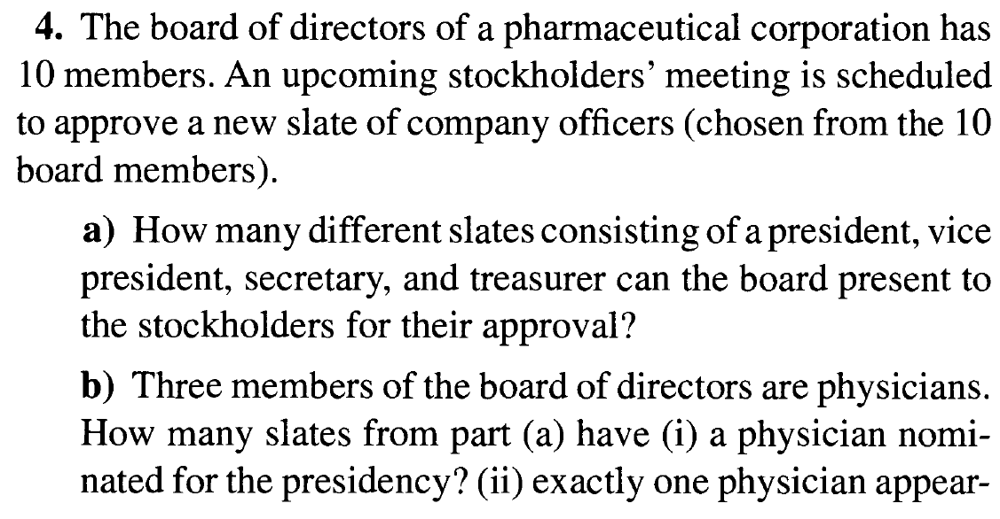 4. The board of directors of a pharmaceutical corporation has
10 members. An upcoming stockholders’ meeting is scheduled
to approve a new slate of company officers (chosen from the 10
board members).
a) How many different slates consisting of a president, vice
president, secretary, and treasurer can the board present to
the stockholders for their approval?
b) Three members of the board of directors are physicians.
How many slates from part (a) have (i) a physician nomi-
nated for the presidency? (ii) exactly one physician appear-